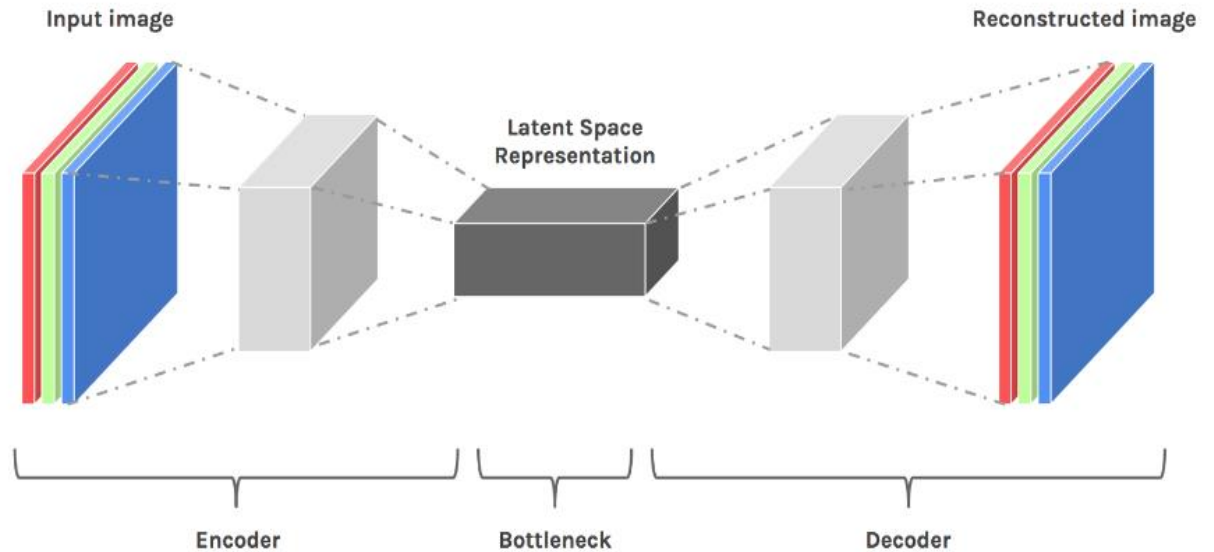 Input image
Reconstructed image
Latent Space
Representation
Encoder
Bottleneck
Decoder